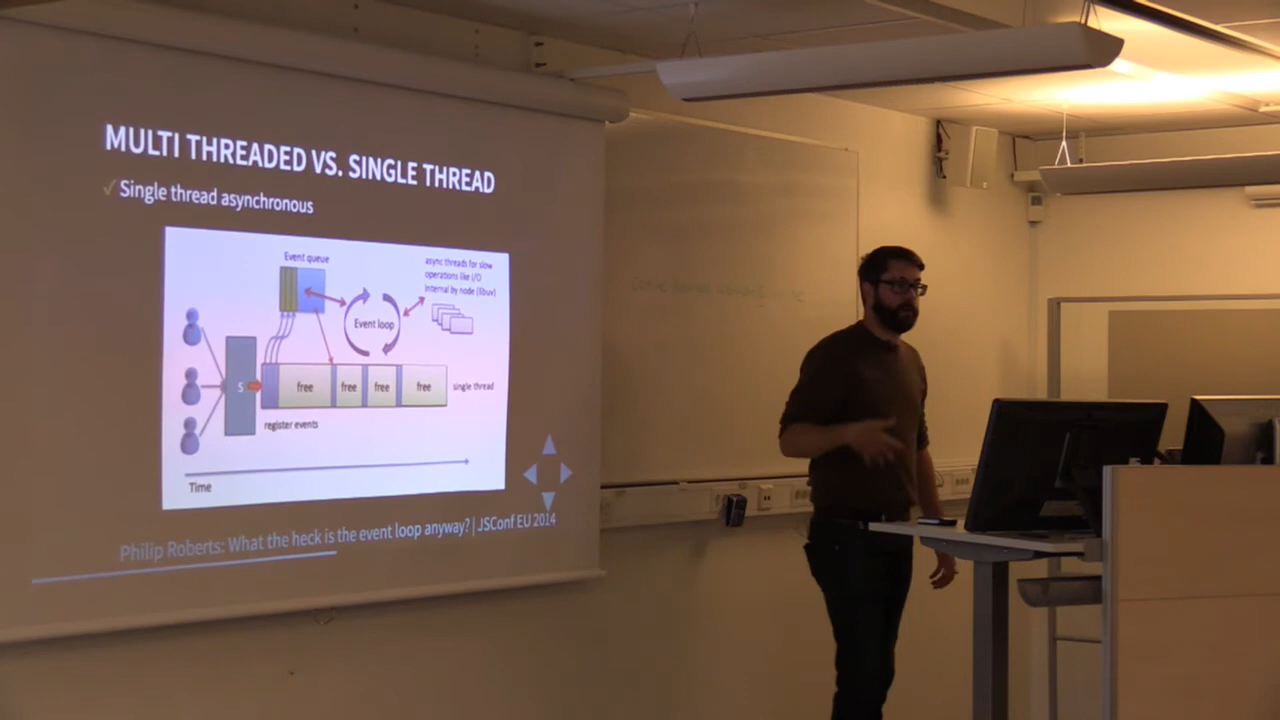 MULTI THREADED VS. SINGLE THREAD
✓ Single thread asynchronous
Event queue
async threads for slow
operations like I/O
internal by node (libuv)
Event loop
S
free
free
free
free
single thread
register events
Time
Philip Roberts: What the heck is the event loop anyway? | JSConf EU 2014